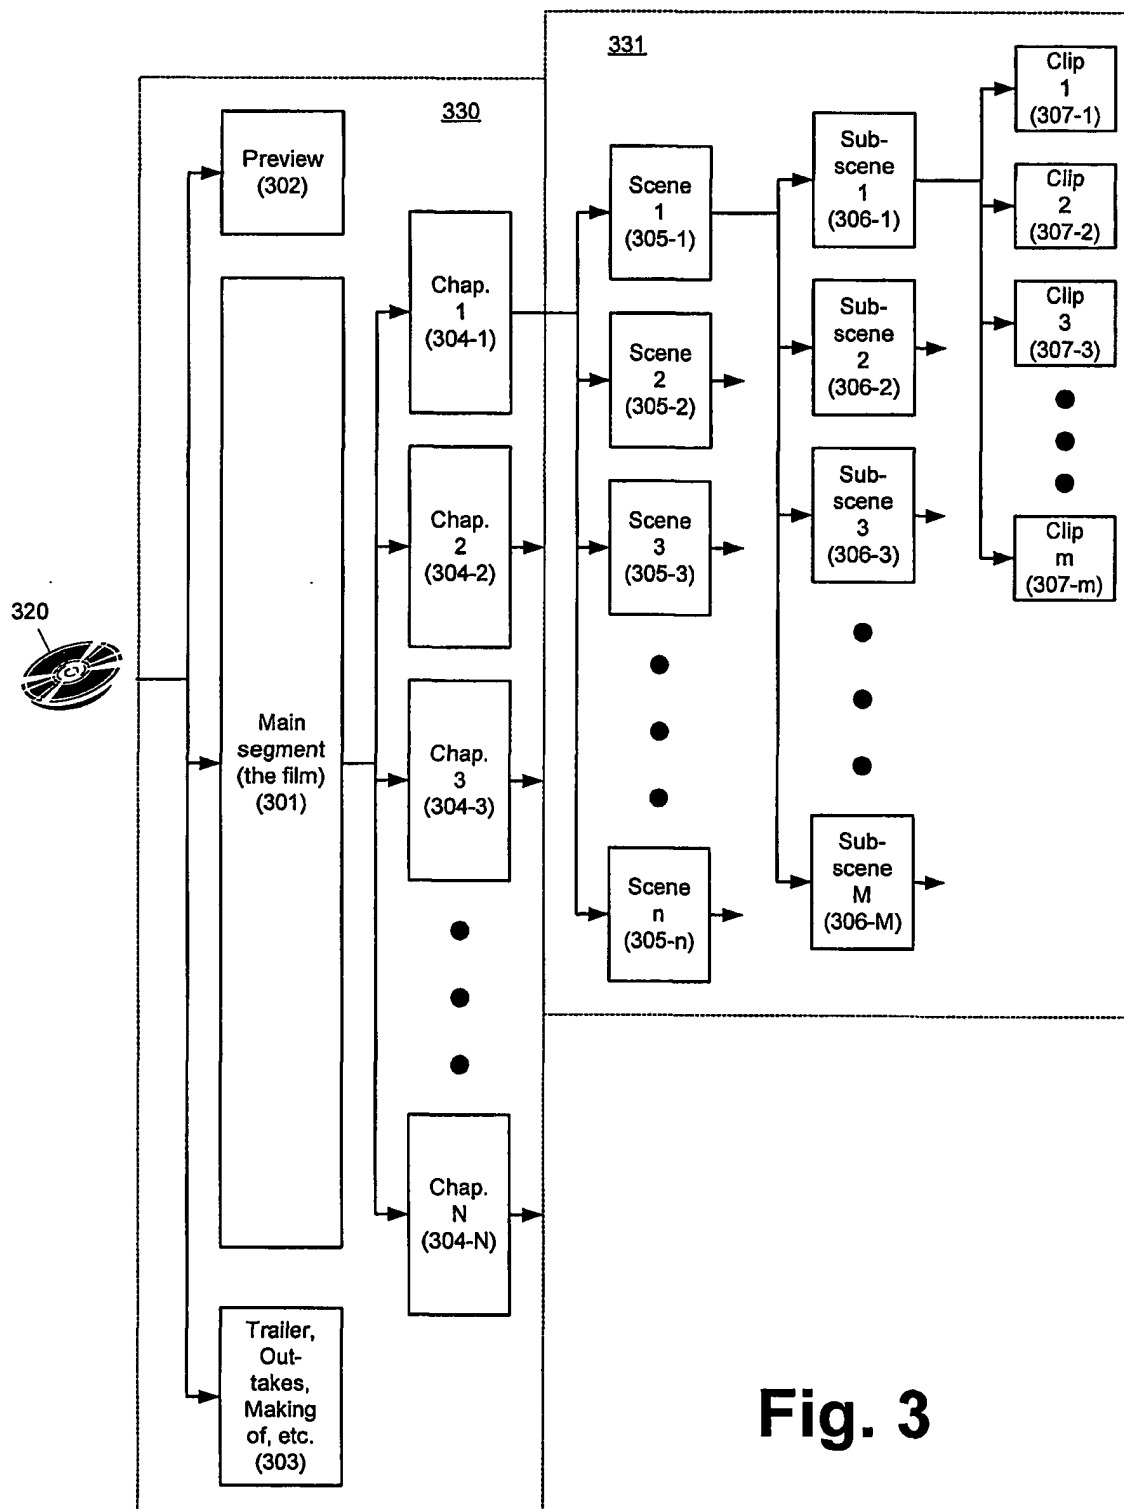 320
330
Preview
(302)
Main
segment
(the film)
(301)
Trailer,
Out-
takes,
Making
of, etc.
(303)
Chap.
1
(304-1)
Chap.
2
(304-2)
Chap.
3
(304-3)
Chap.
N
(304-N)
331
Scene
1
(305-1)
Scene
2
(305-2)
Scene
3
(305-3)
Scene
n
(305-n)
Sub-
scene
1
(306-1)
Sub-
scene
2
(306-2)
Sub-
scene
3
(306-3)
Sub-
scene
M
(306-M)
Clip
1
(307-1)
Clip
2
(307-2)
Clip
3
(307-3)
Clip
m
(307-m)
Fig. 3